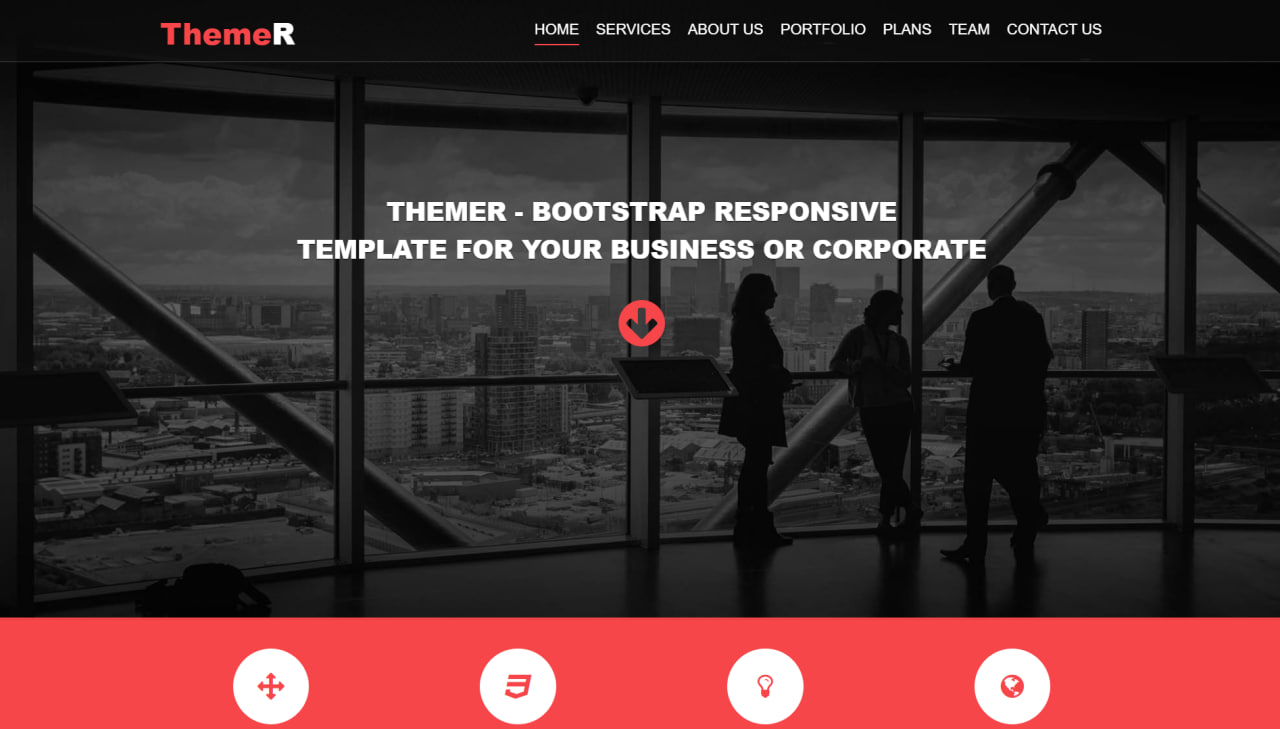 ThemeR
HOME SERVICES ABOUT US PORTFOLIO PLANS TEAM CONTACT US
THEMER - BOOTSTRAP RESPONSIVE
TEMPLATE FOR YOUR BUSINESS OR CORPORATE